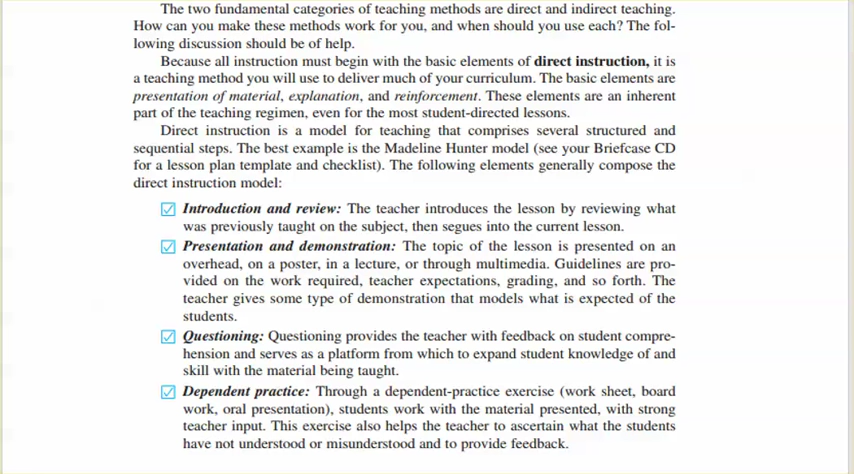 The two fundamental categories of teaching methods are direct and indirect teaching.
How can you make these methods work for you, and when should you use each? The fol-
lowing discussion should be of help.
Because all instruction must begin with the basic elements of direct instruction, it is
a teaching method you will use to deliver much of your curriculum. The basic elements are
presentation of material, explanation, and reinforcement. These elements are an inherent
part of the teaching regimen, even for the most student-directed lessons.
Direct instruction is a model for teaching that comprises several structured and
sequential steps. The best example is the Madeline Hunter model (see your Briefcase CD
for a lesson plan template and checklist). The following elements generally compose the
direct instruction model:
Introduction and review: The teacher introduces the lesson by reviewing what
was previously taught on the subject, then segues into the current lesson.
Presentation and demonstration: The topic of the lesson is presented on an
overhead, on a poster, in a lecture, or through multimedia. Guidelines are pro-
vided on the work required, teacher expectations, grading, and so forth. The
teacher gives some type of demonstration that models what is expected of the
students.
Questioning: Questioning provides the teacher with feedback on student compre-
hension and serves as a platform from which to expand student knowledge of and
skill with the material being taught.
Dependent practice: Through a dependent-practice exercise (work sheet, board
work, oral presentation), students work with the material presented, with strong
teacher input. This exercise also helps the teacher to ascertain what the students
have not understood or misunderstood and to provide feedback.